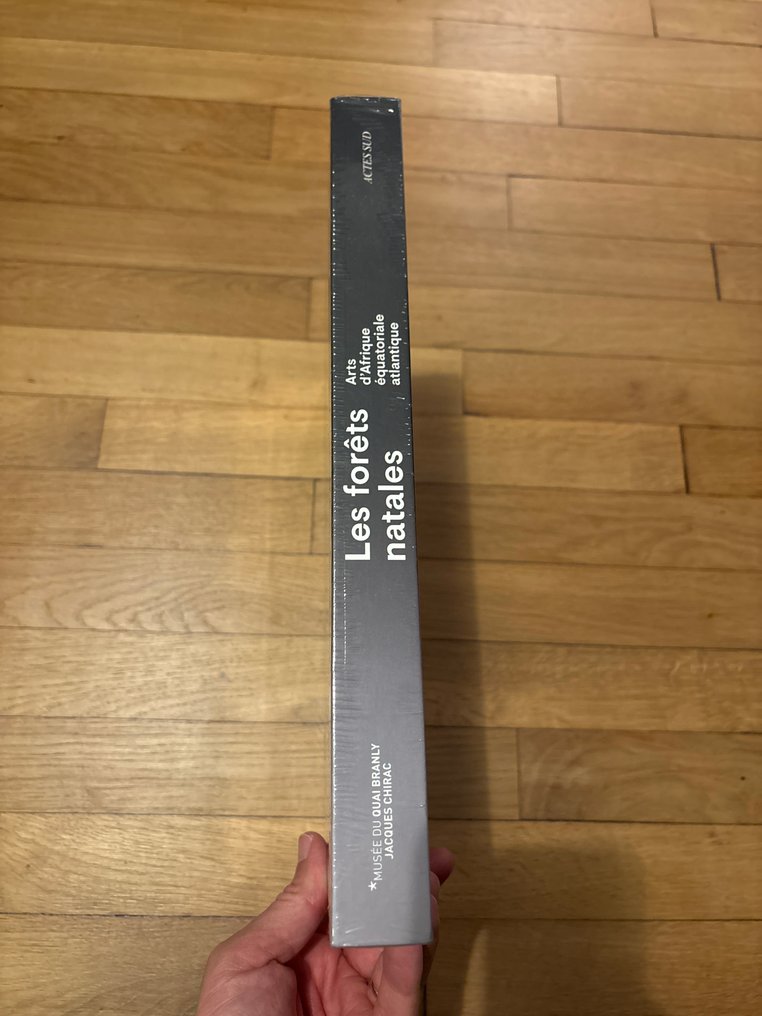 *MUSÉE DU QUAI BRANLY
JACQUES CHIRAC
Les forêts
natales
Arts
d'Afrique
équatoriale
atlantique
ACTES SUD